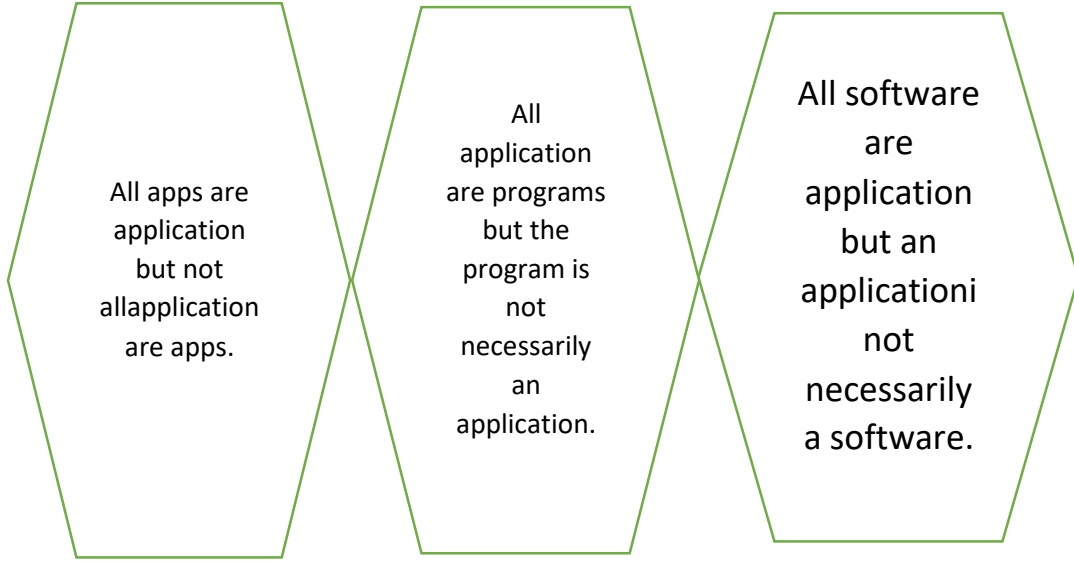 All apps are
application
but not
allapplication
are apps.
All
application
are programs
but the
program is
not
necessarily
an
application.
All software
are
application
but an
applicationi
not
necessarily
a software.